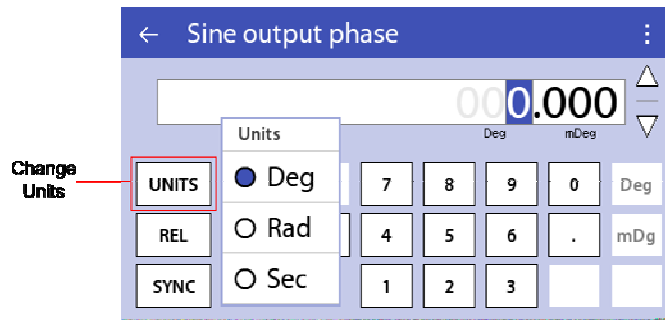 ← Sine output phase
000.000
Deg mDeg
Change
Units
Units
Deg
Rad
Sec
UNITS 7 8 9 0 Deg
REL 4 5 6 . mDg
SYNC 1 2 3